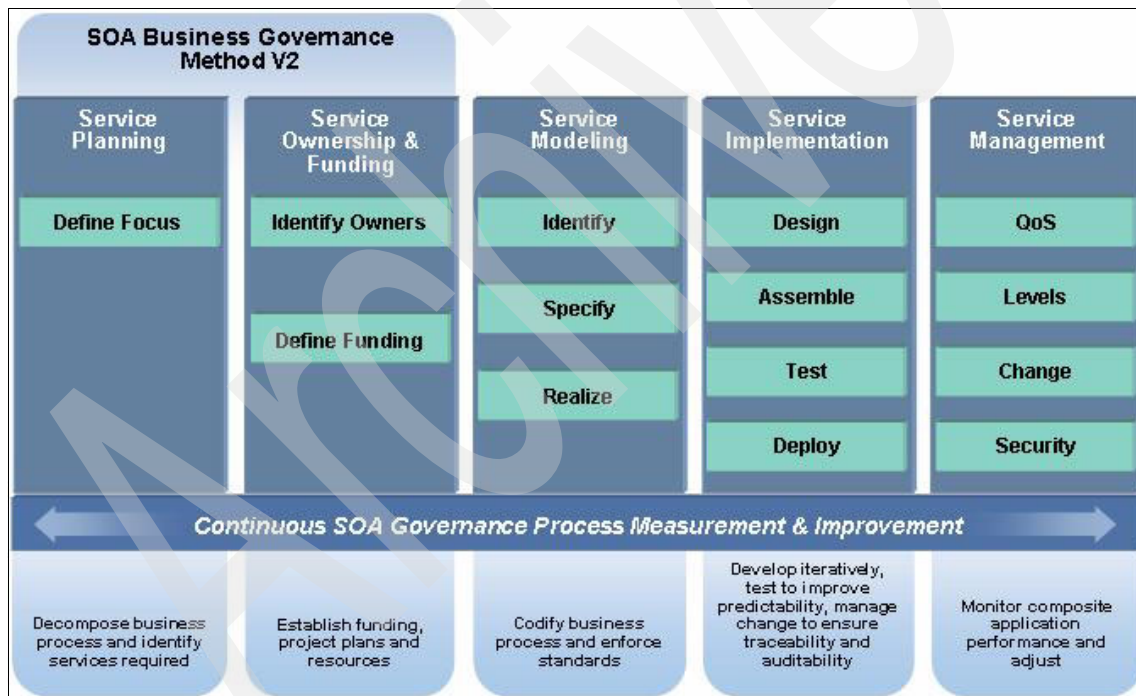 SOA Business Governance
Method V2
Service
Planning
Service
Ownership &
Funding
Service
Modeling
Service
Implementation
Service
Management
Define Focus
Identify Owners
Define Funding
Identify
Specify
Realize
Design
Assemble
Test
Deploy
QoS
Levels
Change
Security
Continuous SOA Governance Process Measurement & Improvement
Decompose business
process and identify
services required
Establish funding,
project plans and
resources
Codify business
process and enforce
standards
Develop iteratively,
test to improve
predictability, manage
change to ensure
traceability and
auditability
Monitor composite
application
performance and
adjust